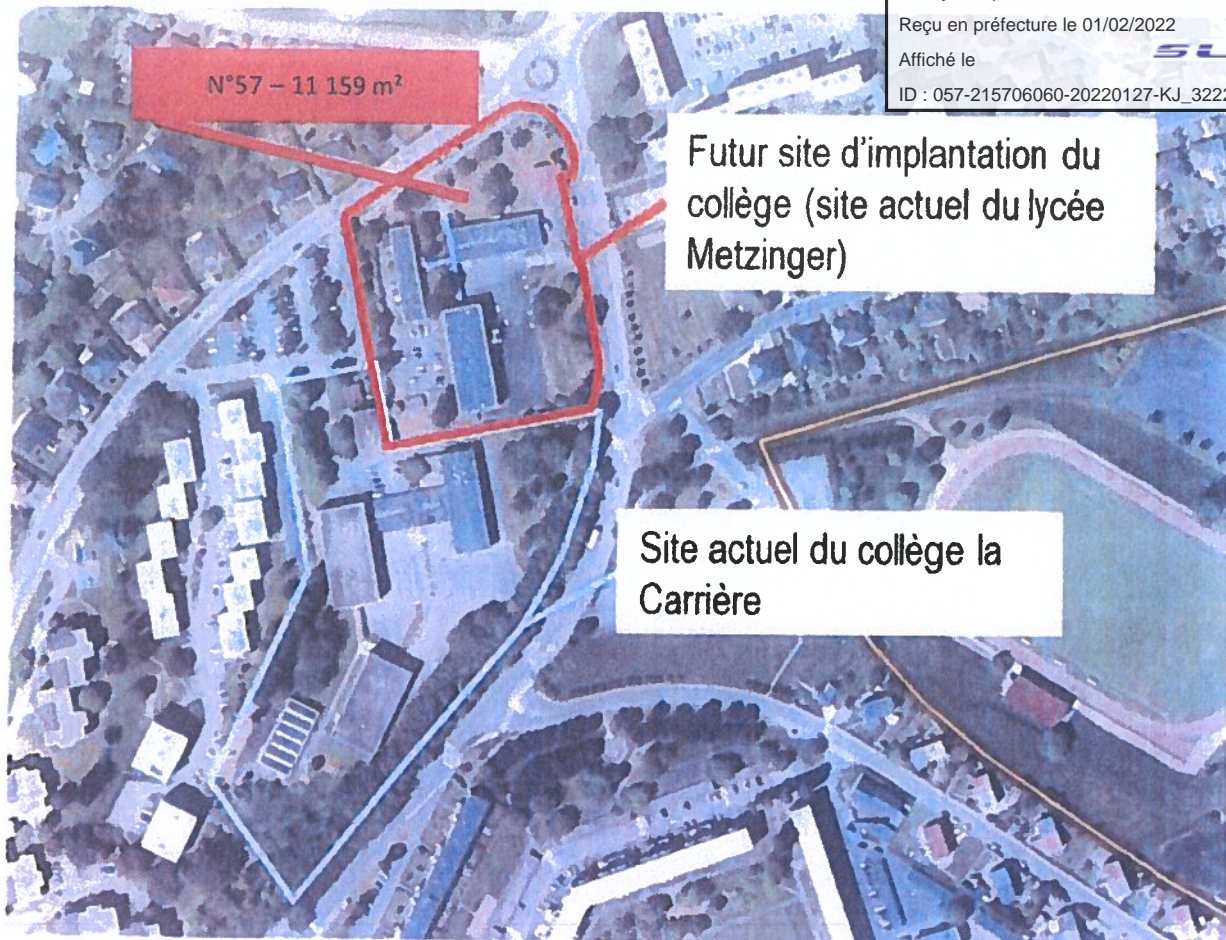 Reçu en préfecture le 01/02/2022
Affiché le
ID : 057-215706060-20220127-KJ_3222
N°57 – 11 159 m²
Futur site d'implantation du
collège (site actuel du lycée
Metzinger)
Site actuel du collège la
Carrière